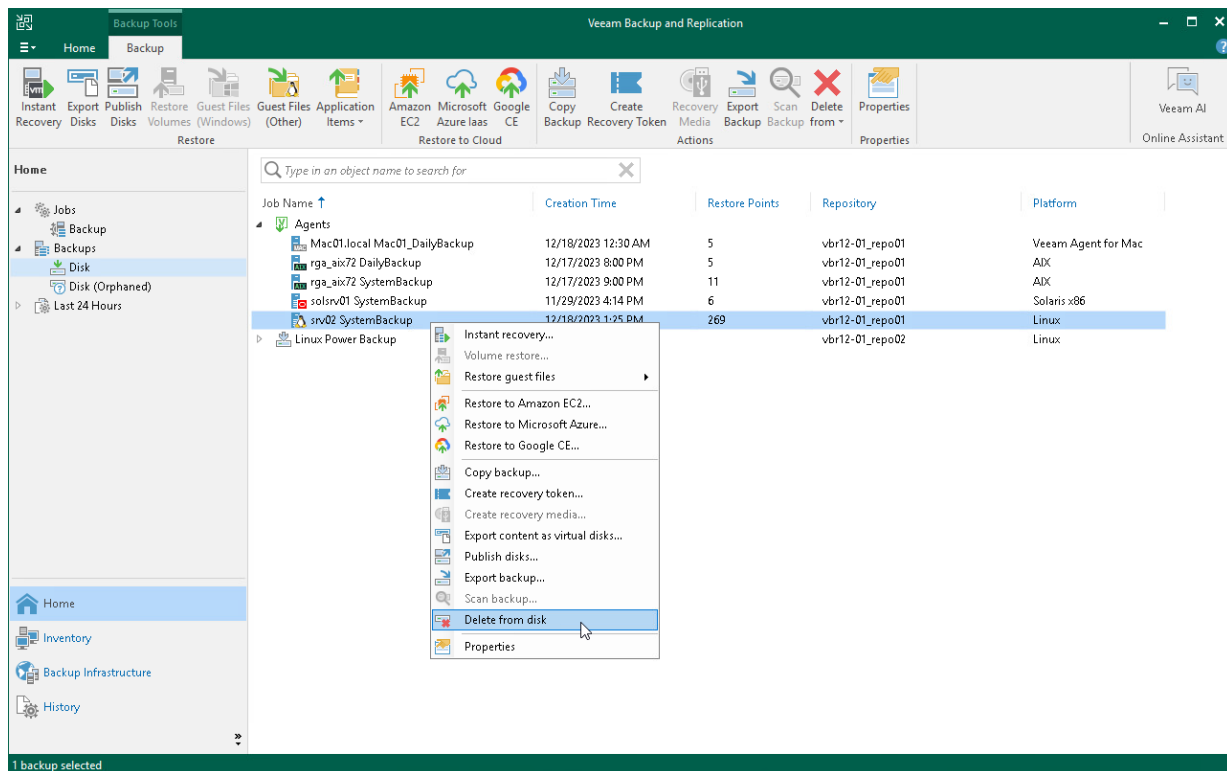 Backup Tools
Veeam Backup and Replication
Home
Backup
Instant Recovery
Export Disks
Publish Disks
Restore Volumes
Guest Files (Windows)
Guest Files (Other)
Application Items
Amazon EC2
Microsoft Azure Iaas
Google CE
Copy Backup
Create Recovery Token
Recovery Media
Export Backup
Scan Backup
Delete from
Properties
Veeam AI
Restore
Restore to Cloud
Actions
Properties
Online Assistant
Home
Jobs
Backup
Backups
Disk
Disk (Orphaned)
Last 24 Hours
Type in an object name to search for
Job Name Creation Time Restore Points Repository Platform
Agents
Mac01.local Mac01_DailyBackup 12/18/2023 12:30 AM 5 vbr12-01_repo01 Veeam Agent for Mac
rga_aix72 DailyBackup 12/17/2023 8:00 PM 5 vbr12-01_repo01 AIX
rga_aix72 SystemBackup 12/17/2023 9:00 PM 11 vbr12-01_repo01 AIX
solsrv01 SystemBackup 11/29/2023 4:14 PM 6 vbr12-01_repo01 Solaris x86
srv02 SystemBackup 12/18/2023 1:25 PM 269 vbr12-01_repo01 Linux
Linux Power Backup vbr12-01_repo02 Linux
Instant recovery...
Volume restore...
Restore guest files
Restore to Amazon EC2...
Restore to Microsoft Azure...
Restore to Google CE...
Copy backup...
Create recovery token...
Create recovery media...
Export content as virtual disks...
Publish disks...
Export backup...
Scan backup...
Delete from disk
Properties
Home
Inventory
Backup Infrastructure
History
1 backup selected